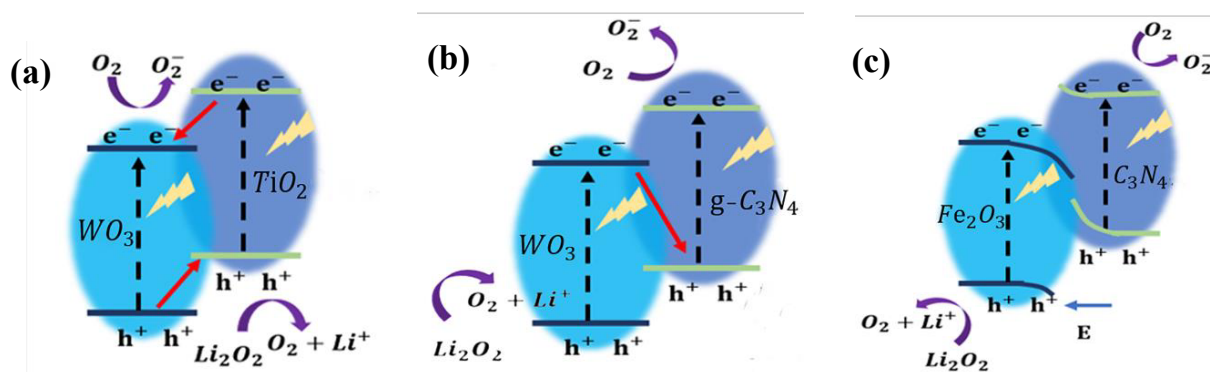 (a)
O₂ O₂⁻
e⁻ e⁻
e⁻ e⁻
TiO₂
WO₃
h⁺ h⁺
h⁺ h⁺
Li₂O₂ O₂ + Li⁺
(b)
O₂⁻
O₂
e⁻ e⁻
e⁻ e⁻
g-C₃N₄
WO₃
h⁺ h⁺
O₂ + Li⁺
h⁺ h⁺
Li₂O₂
(c)
O₂
O₂⁻
e⁻ e⁻
e⁻ e⁻
C₃N₄
Fe₂O₃
h⁺ h⁺
h⁺ h⁺
E
O₂ + Li⁺
Li₂O₂